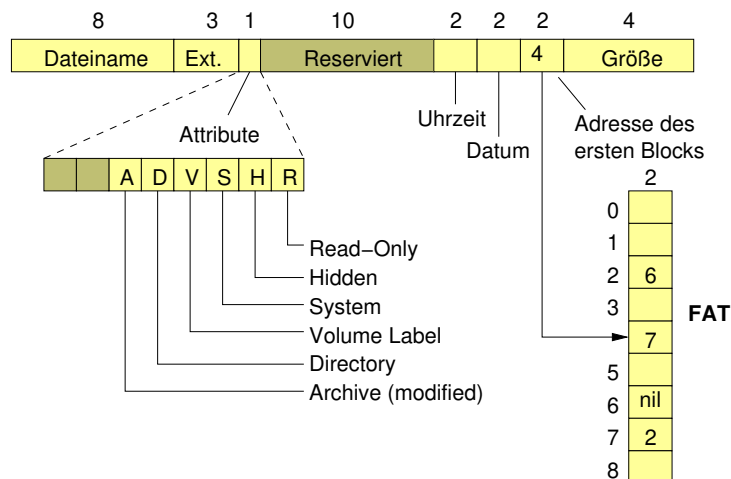 8 3 1 10 2 2 2 4
Dateiname Ext. Reserviert 4 Größe
Attribute
Uhrzeit
Datum
Adresse des
ersten Blocks
A D V S H R
Read-Only
Hidden
System
Volume Label
Directory
Archive (modified)
2
0
1
2 6
3
7
5
6 nil
7 2
8
FAT